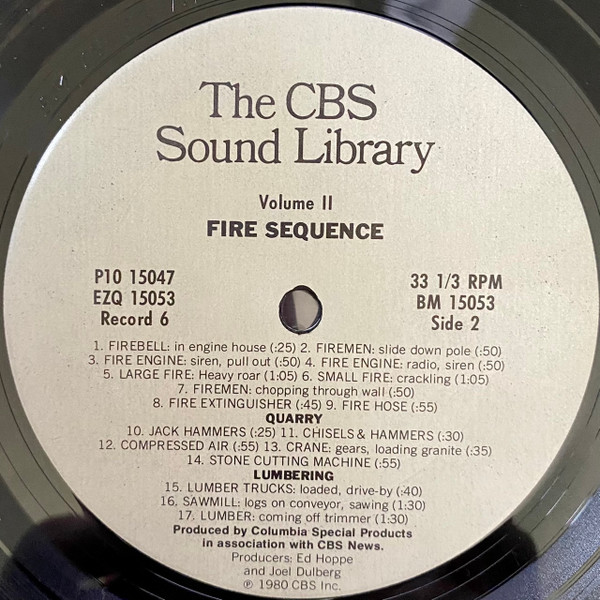 The CBS
Sound Library
Volume II
FIRE SEQUENCE
P10 15047
EZQ 15053
Record 6
33 1/3 RPM
BM 15053
Side 2
1. FIREBELL: in engine house (:25) 2. FIREMEN: slide down pole (:50)
3. FIRE ENGINE: siren, pull out (:50) 4. FIRE ENGINE: radio, siren (:50)
5. LARGE FIRE: Heavy roar (1:05) 6. SMALL FIRE: crackling (1:05)
7. FIREMEN: chopping through wall (:50)
8. FIRE EXTINGUISHER (:45) 9. FIRE HOSE (:55)
QUARRY
10. JACK HAMMERS (:25) 11. CHISELS & HAMMERS (:30)
12. COMPRESSED AIR (:55) 13. CRANE: gears, loading granite (:35)
14. STONE CUTTING MACHINE (:55)
LUMBERING
15. LUMBER TRUCKS: loaded, drive-by (:40)
16. SAWMILL: logs on conveyor, sawing (1:30)
17. LUMBER: coming off trimmer (1:30)
Produced by Columbia Special Products
in association with CBS News.
Producers: Ed Hoppe
and Joel Dulberg
℗ 1980 CBS Inc.